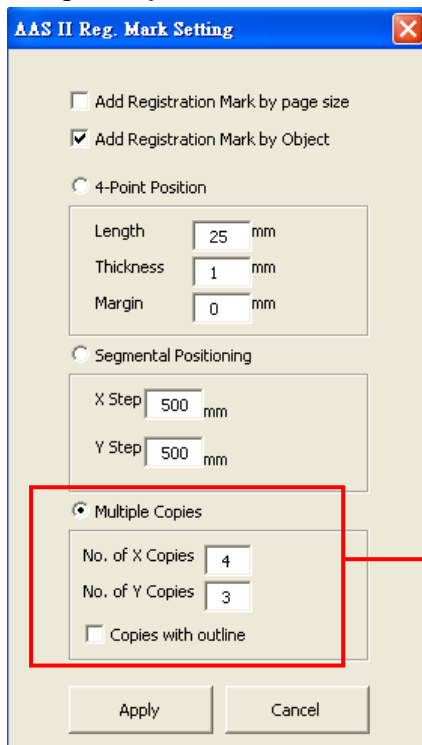 AAS II Reg. Mark Setting
Add Registration Mark by page size
Add Registration Mark by Object
4-Point Position
Length 25 mm
Thickness 1 mm
Margin 0 mm
Segmental Positioning
X Step 500 mm
Y Step 500 mm
Multiple Copies
No. of X Copies 4
No. of Y Copies 3
Copies with outline
Apply Cancel